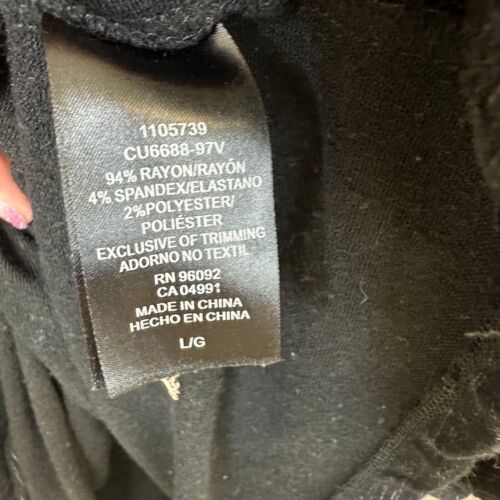 1105739
CU6688-97V
94% RAYON/RAYÓN
4% SPANDEX/ELASTANO
2%POLYESTER/
POLIÉSTER
EXCLUSIVE OF TRIMMING
ADORNO NO TEXTIL
RN 96092
CA 04991
MADE IN CHINA
HECHO EN CHINA
L/G